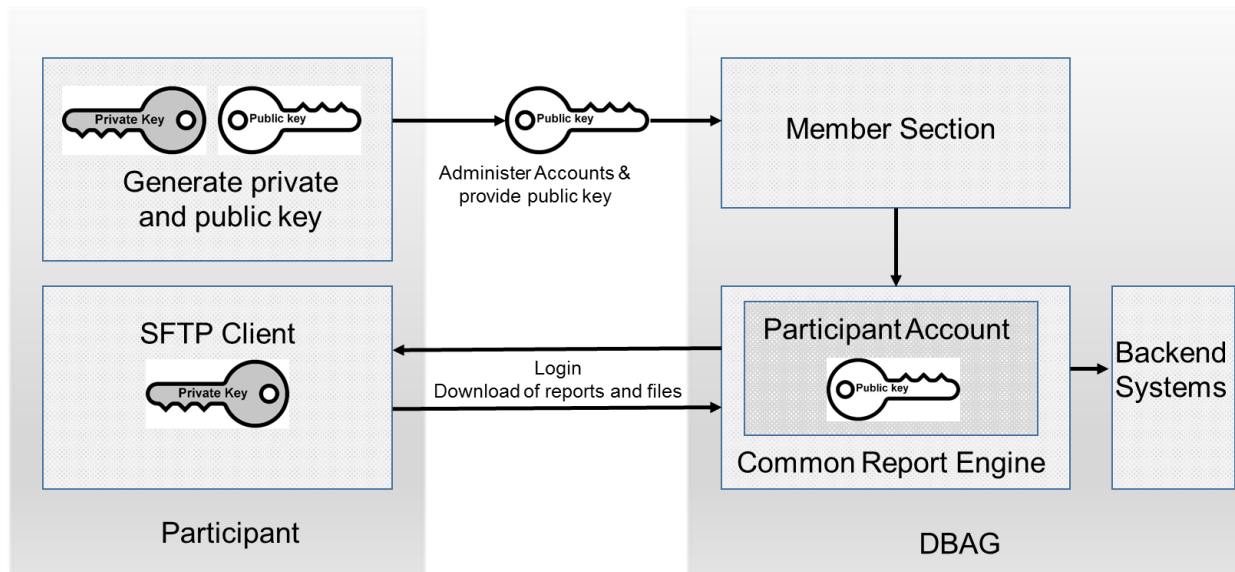 Private Key
Public key
Generate private
and public key
Public key
Administer Accounts &
provide public key
Member Section
SFTP Client
Private Key
Login
Download of reports and files
Participant Account
Public key
Common Report Engine
Backend
Systems
Participant
DBAG